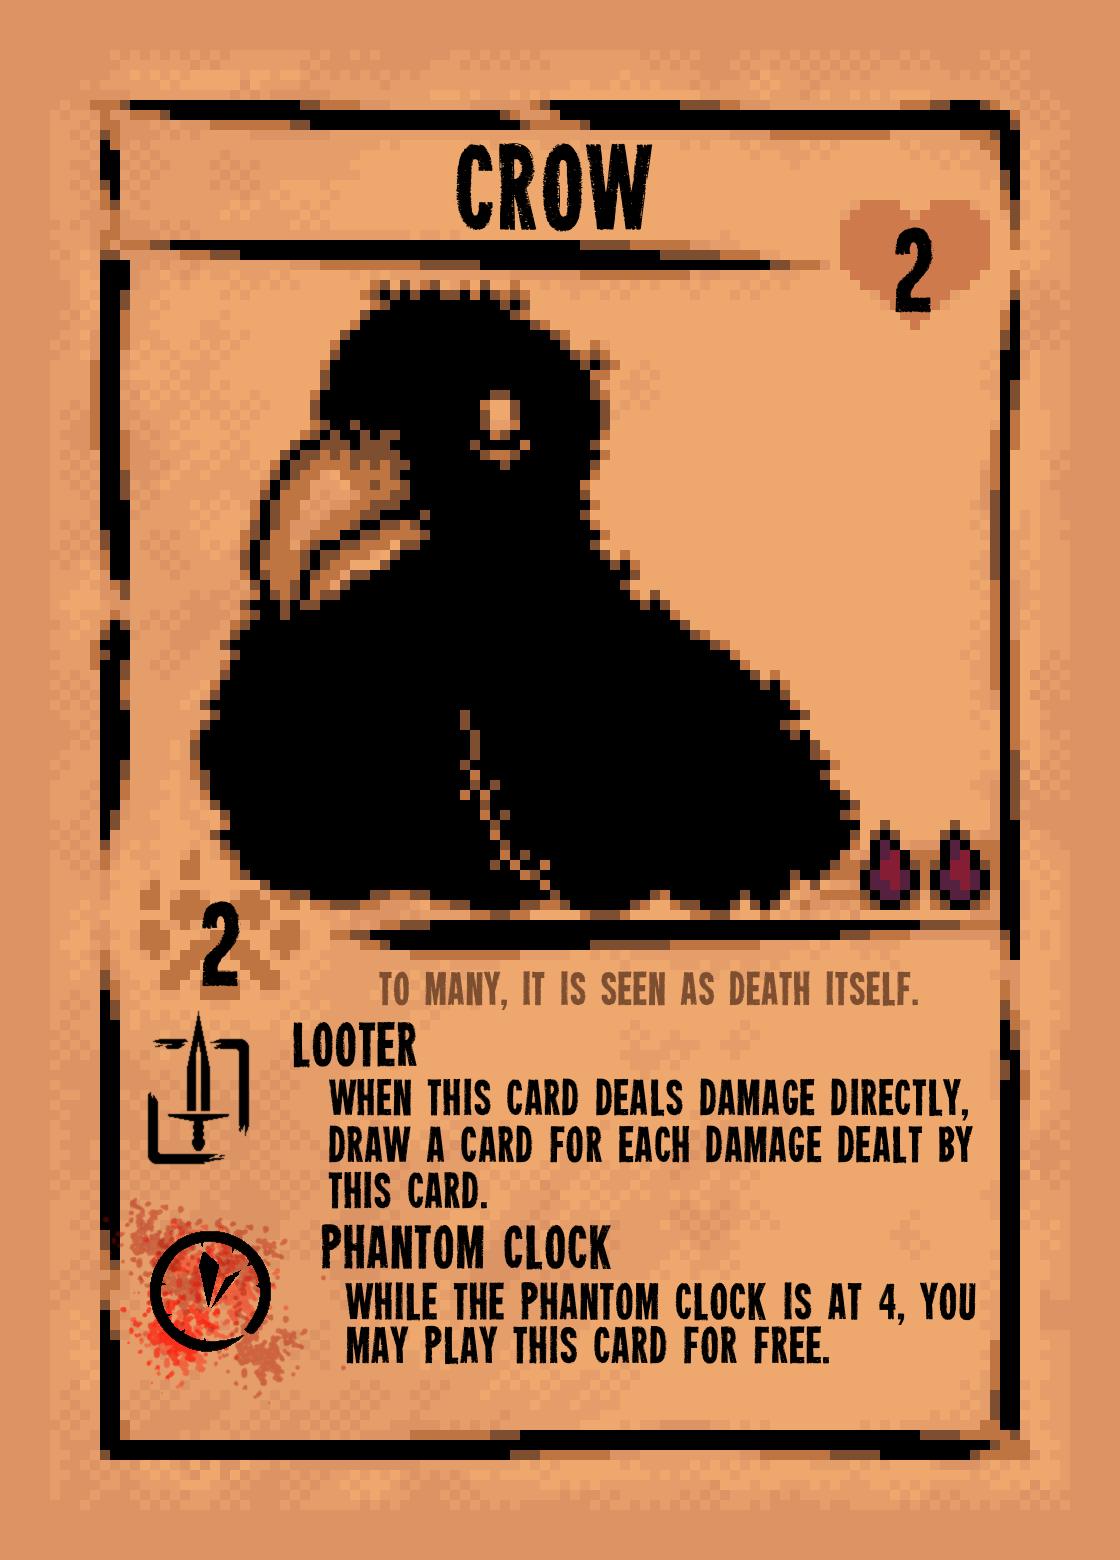 CROW
2
2
TO MANY, IT IS SEEN AS DEATH ITSELF.
LOOTER
WHEN THIS CARD DEALS DAMAGE DIRECTLY,
DRAW A CARD FOR EACH DAMAGE DEALT BY
THIS CARD.
PHANTOM CLOCK
WHILE THE PHANTOM CLOCK IS AT 4, YOU
MAY PLAY THIS CARD FOR FREE.